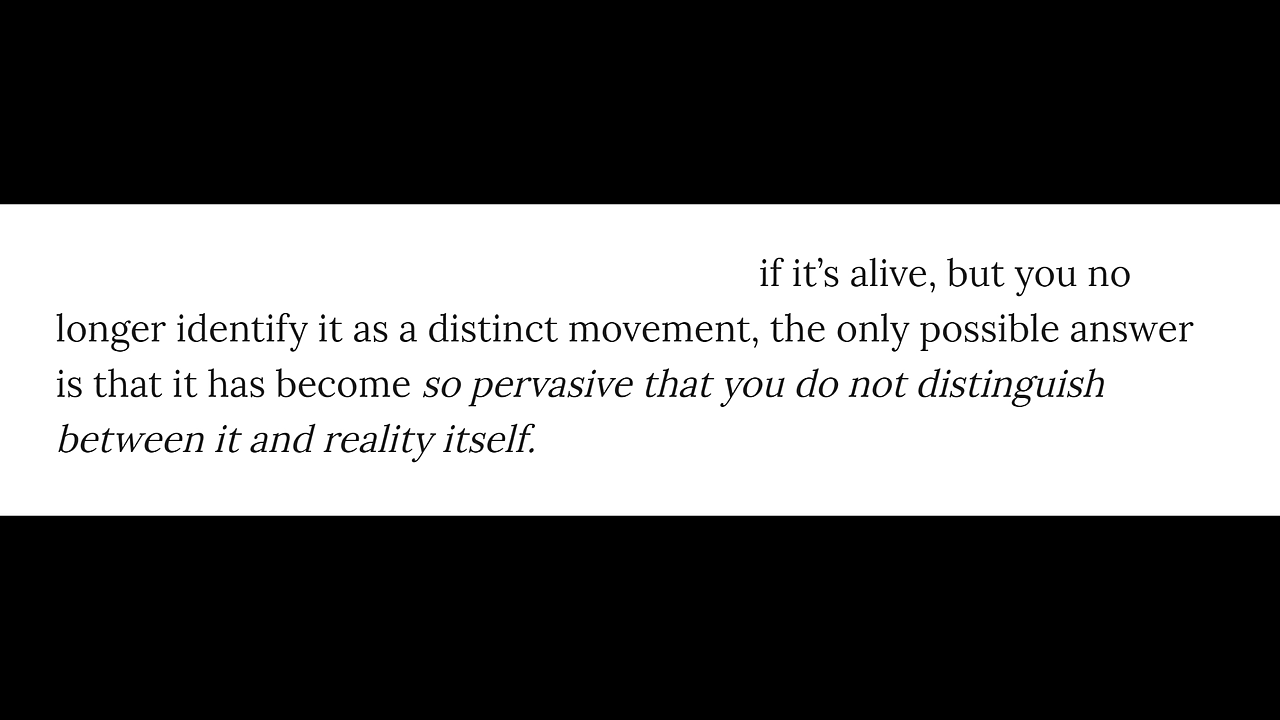 if it’s alive, but you no
longer identify it as a distinct movement, the only possible answer
is that it has become so pervasive that you do not distinguish
between it and reality itself.